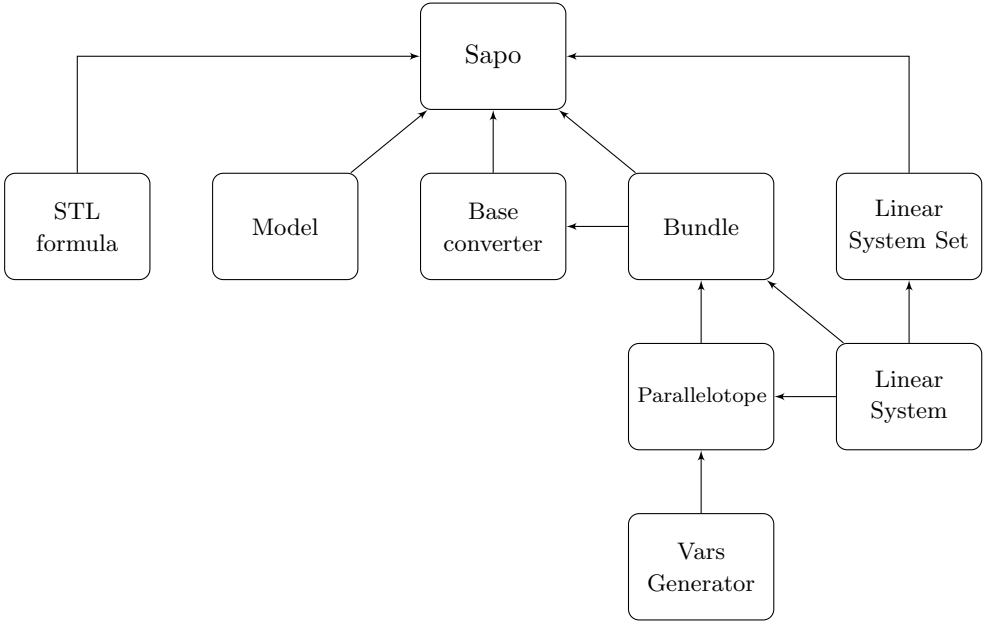 Sapo
STL
formula
Model
Base
converter
Bundle
Linear
System Set
Parallelotope
Linear
System
Vars
Generator